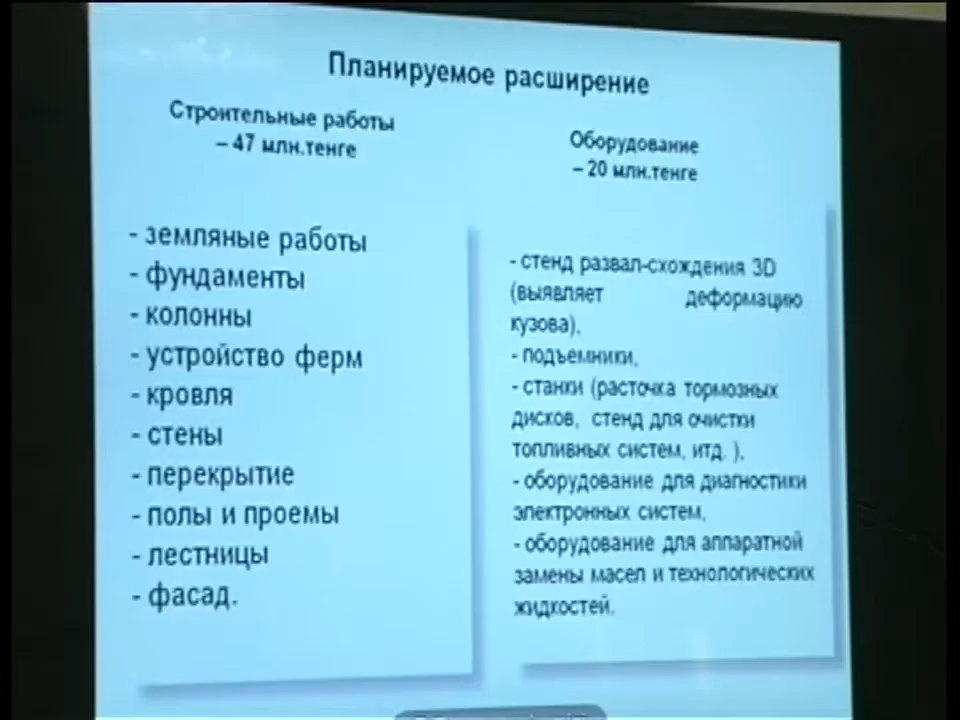 Планируемое расширение
Строительные работы
– 47 млн.тенге
- земляные работы
- фундаменты
- колонны
- устройство ферм
- кровля
- стены
- перекрытие
- полы и проемы
- лестницы
- фасад.
Оборудование
– 20 млн.тенге
- стенд развал-схождения 3D
(выявляет деформацию
кузова),
- подъемники,
- станки (расточка тормозных
дисков, стенд для очистки
топливных систем, итд. ),
- оборудование для диагностики
электронных систем,
- оборудование для аппаратной
замены масел и технологических
жидкостей.